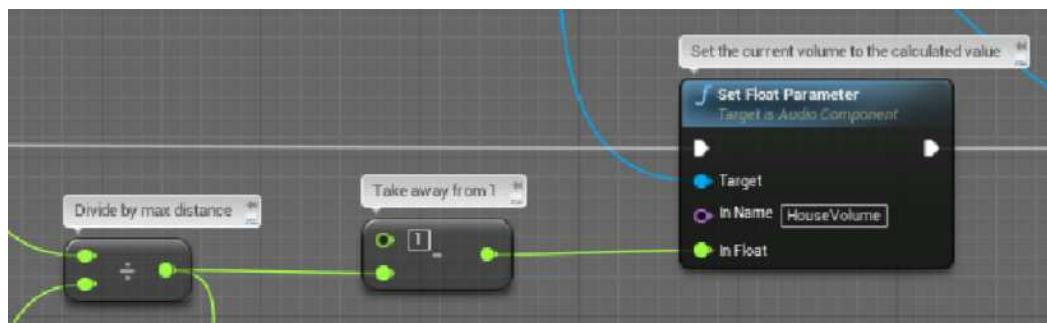 Set the current volume to the calculated value
Set Float Parameter
Target is Audio Component
Take away from 1
Target
Divide by max distance
In Name HouseVolume
1
-
÷
In Float